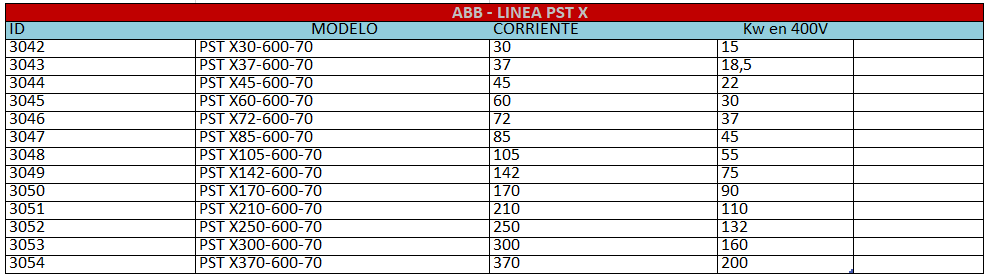 ABB - LINEA PST X
ID MODELO CORRIENTE Kw en 400V
3042 PST X30-600-70 30 15
3043 PST X37-600-70 37 18,5
3044 PST X45-600-70 45 22
3045 PST X60-600-70 60 30
3046 PST X72-600-70 72 37
3047 PST X85-600-70 85 45
3048 PST X105-600-70 105 55
3049 PST X142-600-70 142 75
3050 PST X170-600-70 170 90
3051 PST X210-600-70 210 110
3052 PST X250-600-70 250 132
3053 PST X300-600-70 300 160
3054 PST X370-600-70 370 200